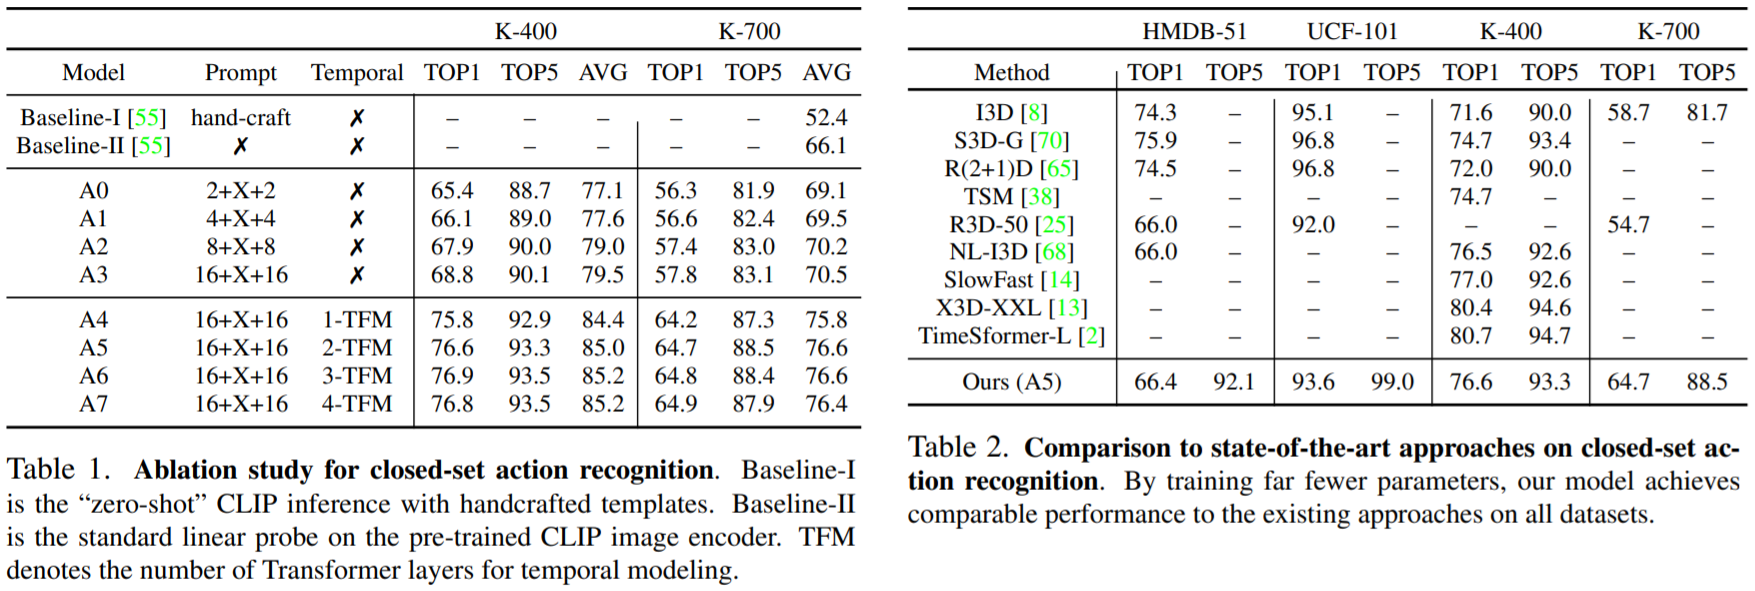 K-400 K-700
Model Prompt Temporal TOP1 TOP5 AVG TOP1 TOP5 AVG
Baseline-I [55] hand-craft ✗ – – – – – 52.4
Baseline-II [55] ✗ ✗ – – – – – 66.1
A0 2+X+2 ✗ 65.4 88.7 77.1 56.3 81.9 69.1
A1 4+X+4 ✗ 66.1 89.0 77.6 56.6 82.4 69.5
A2 8+X+8 ✗ 67.9 90.0 79.0 57.4 83.0 70.2
A3 16+X+16 ✗ 68.8 90.1 79.5 57.8 83.1 70.5
A4 16+X+16 1-TFM 75.8 92.9 84.4 64.2 87.3 75.8
A5 16+X+16 2-TFM 76.6 93.3 85.0 64.7 88.5 76.6
A6 16+X+16 3-TFM 76.9 93.5 85.2 64.8 88.4 76.6
A7 16+X+16 4-TFM 76.8 93.5 85.2 64.9 87.9 76.4
Table 1. Ablation study for closed-set action recognition. Baseline-I
is the “zero-shot” CLIP inference with handcrafted templates. Baseline-II
is the standard linear probe on the pre-trained CLIP image encoder. TFM
denotes the number of Transformer layers for temporal modeling.
HMDB-51 UCF-101 K-400 K-700
Method TOP1 TOP5 TOP1 TOP5 TOP1 TOP5 TOP1 TOP5
I3D [8] 74.3 – 95.1 – 71.6 90.0 58.7 81.7
S3D-G [70] 75.9 – 96.8 – 74.7 93.4 – –
R(2+1)D [65] 74.5 – 96.8 – 72.0 90.0 – –
TSM [38] – – – – 74.7 – – –
R3D-50 [25] 66.0 – 92.0 – – – 54.7 –
NL-I3D [68] 66.0 – – – 76.5 92.6 – –
SlowFast [14] – – – – 77.0 92.6 – –
X3D-XXL [13] – – – – 80.4 94.6 – –
TimeSformer-L [2] – – – – 80.7 94.7 – –
Ours (A5) 66.4 92.1 93.6 99.0 76.6 93.3 64.7 88.5
Table 2. Comparison to state-of-the-art approaches on closed-set ac-
tion recognition. By training far fewer parameters, our model achieves
comparable performance to the existing approaches on all datasets.